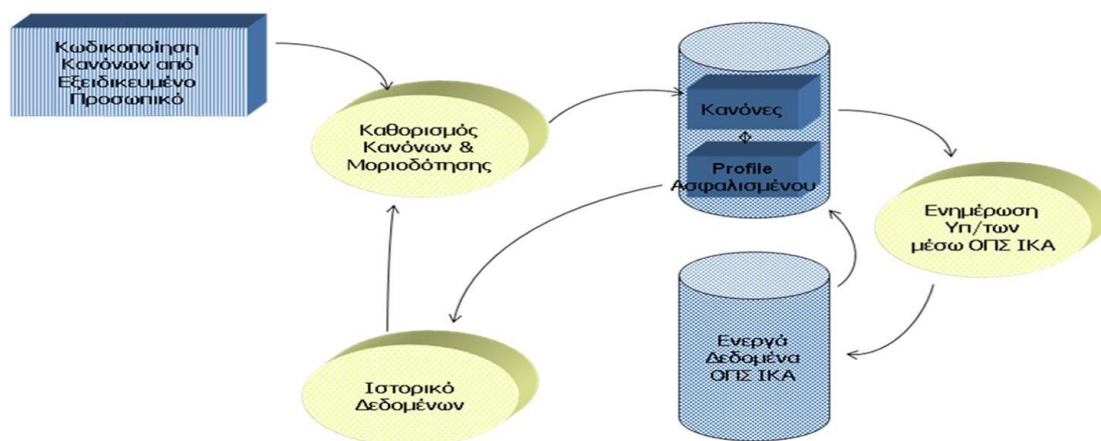 Κωδικοποίηση
Κανόνων από
Εξειδικευμένο
Προσωπικό
Καθορισμός
Κανόνων &
Μοριοδότησης
Κανόνες
Profile
Ασφαλισμένου
Ενημέρωση
Υπ/των
μέσω ΟΠΣ ΙΚΑ
Ενεργά
Δεδομένα
ΟΠΣ ΙΚΑ
Ιστορικό
Δεδομένων